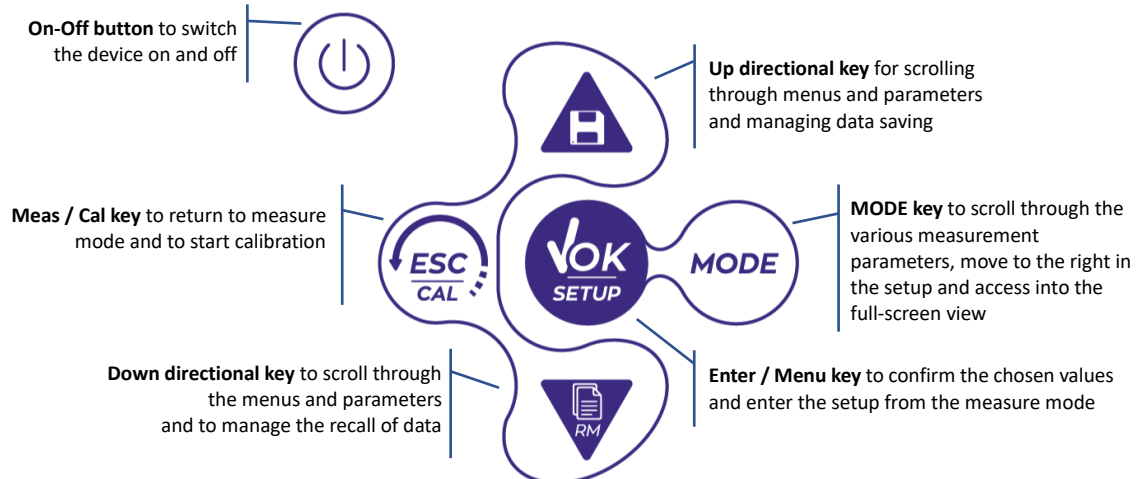 On-Off button to switch
the device on and off
Up directional key for scrolling
through menus and parameters
and managing data saving
Meas / Cal key to return to measure
mode and to start calibration
ESC
CAL
OK
SETUP
MODE
MODE key to scroll through the
various measurement
parameters, move to the right in
the setup and access into the
full-screen view
Down directional key to scroll through
the menus and parameters
and to manage the recall of data
RM
Enter / Menu key to confirm the chosen values
and enter the setup from the measure mode